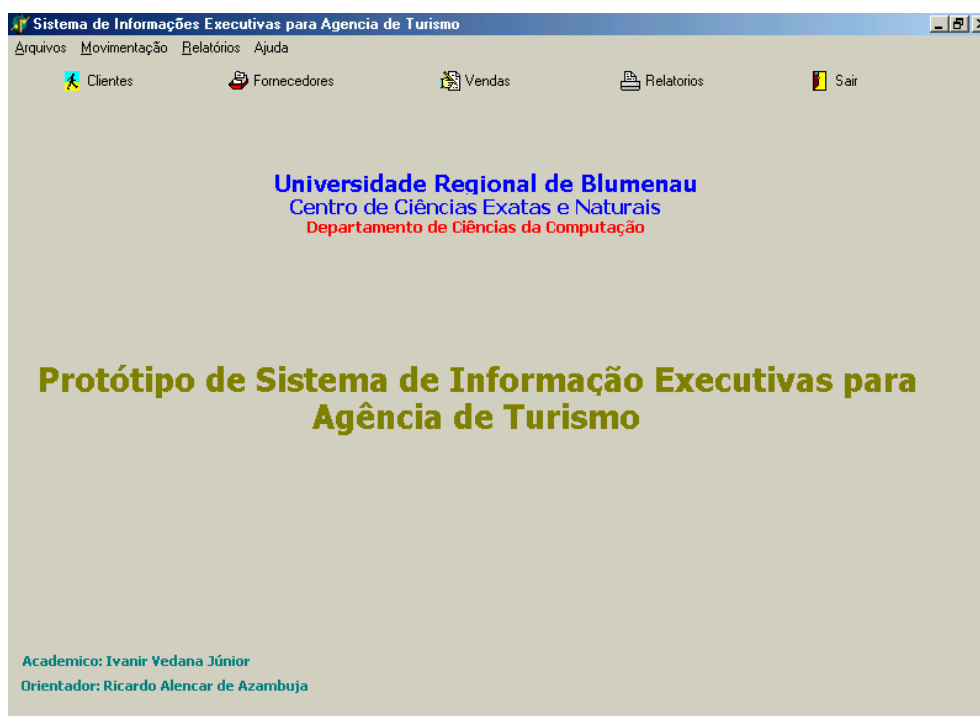 Sistema de Informações Executivas para Agencia de Turismo
Arquivos Movimentação Relatórios Ajuda
Clientes Fornecedores Vendas Relatorios Sair
Universidade Regional de Blumenau
Centro de Ciências Exatas e Naturais
Departamento de Ciências da Computação
Protótipo de Sistema de Informação Executivas para
Agência de Turismo
Academico: Ivanir Vedana Júnior
Orientador: Ricardo Alencar de Azambuja